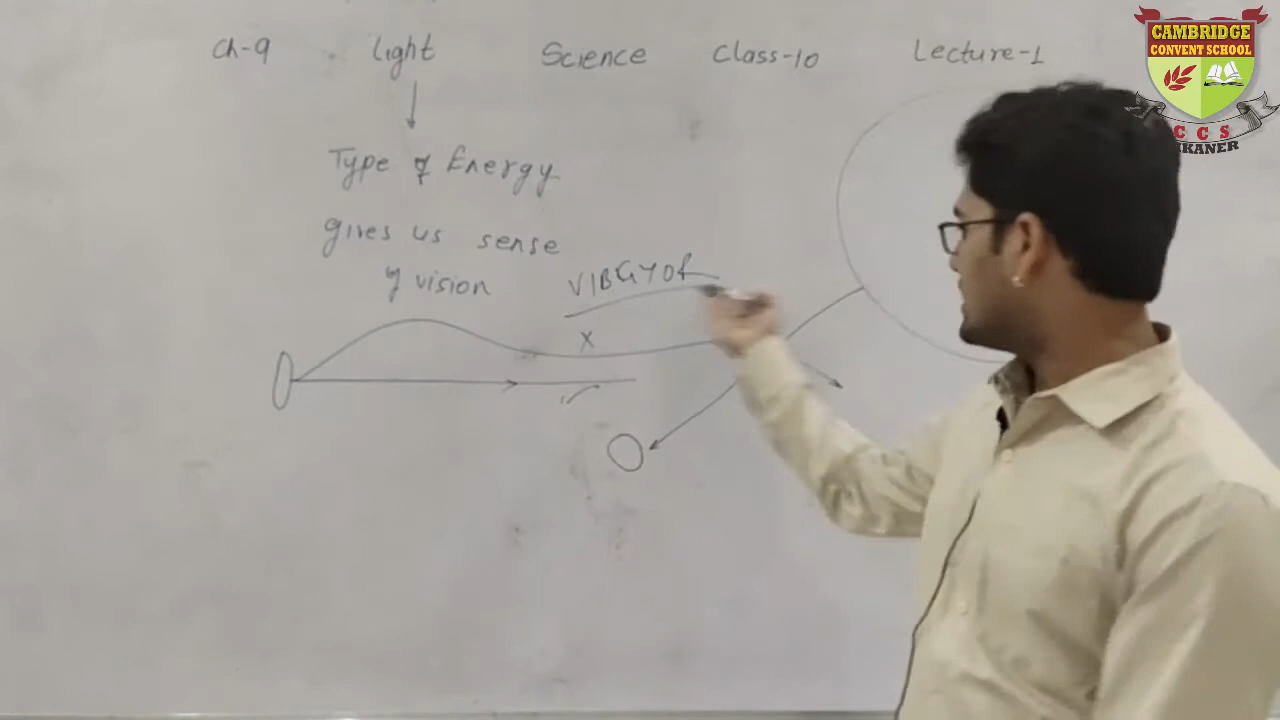 Ch-9 Light Science Class-10 Lecture-1
Type of Energy
gives us sense
of vision
VIBGYOR
x
CAMBRIDGE
CONVENT SCHOOL
C C S